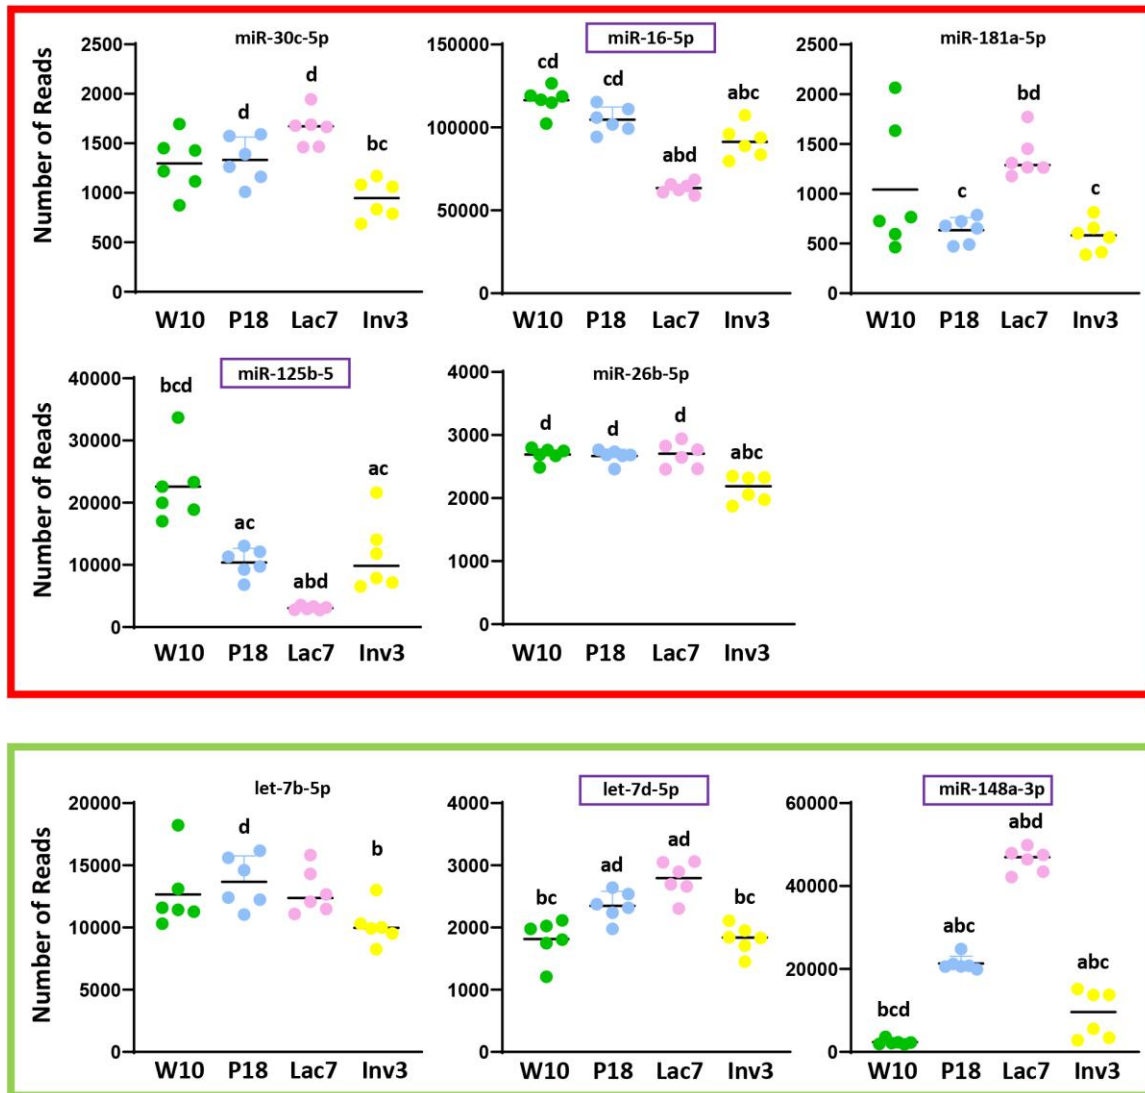 miR-30c-5p
miR-16-5p
miR-181a-5p
Number of Reads
2500
2000
1500
1000
500
0
d
d
bc
W10 P18 Lac7 Inv3
150000
100000
50000
0
cd
cd
abd
abc
W10 P18 Lac7 Inv3
2500
2000
1500
1000
500
0
c
bd
c
W10 P18 Lac7 Inv3
miR-125b-5
miR-26b-5p
Number of Reads
40000
30000
20000
10000
0
bcd
ac
abd
ac
W10 P18 Lac7 Inv3
4000
3000
2000
1000
0
d
d
d
abc
W10 P18 Lac7 Inv3
let-7b-5p
let-7d-5p
miR-148a-3p
Number of Reads
20000
15000
10000
5000
0
d
b
W10 P18 Lac7 Inv3
4000
3000
2000
1000
0
bc
ad
ad
bc
W10 P18 Lac7 Inv3
60000
40000
20000
0
bcd
abc
abd
abc
W10 P18 Lac7 Inv3